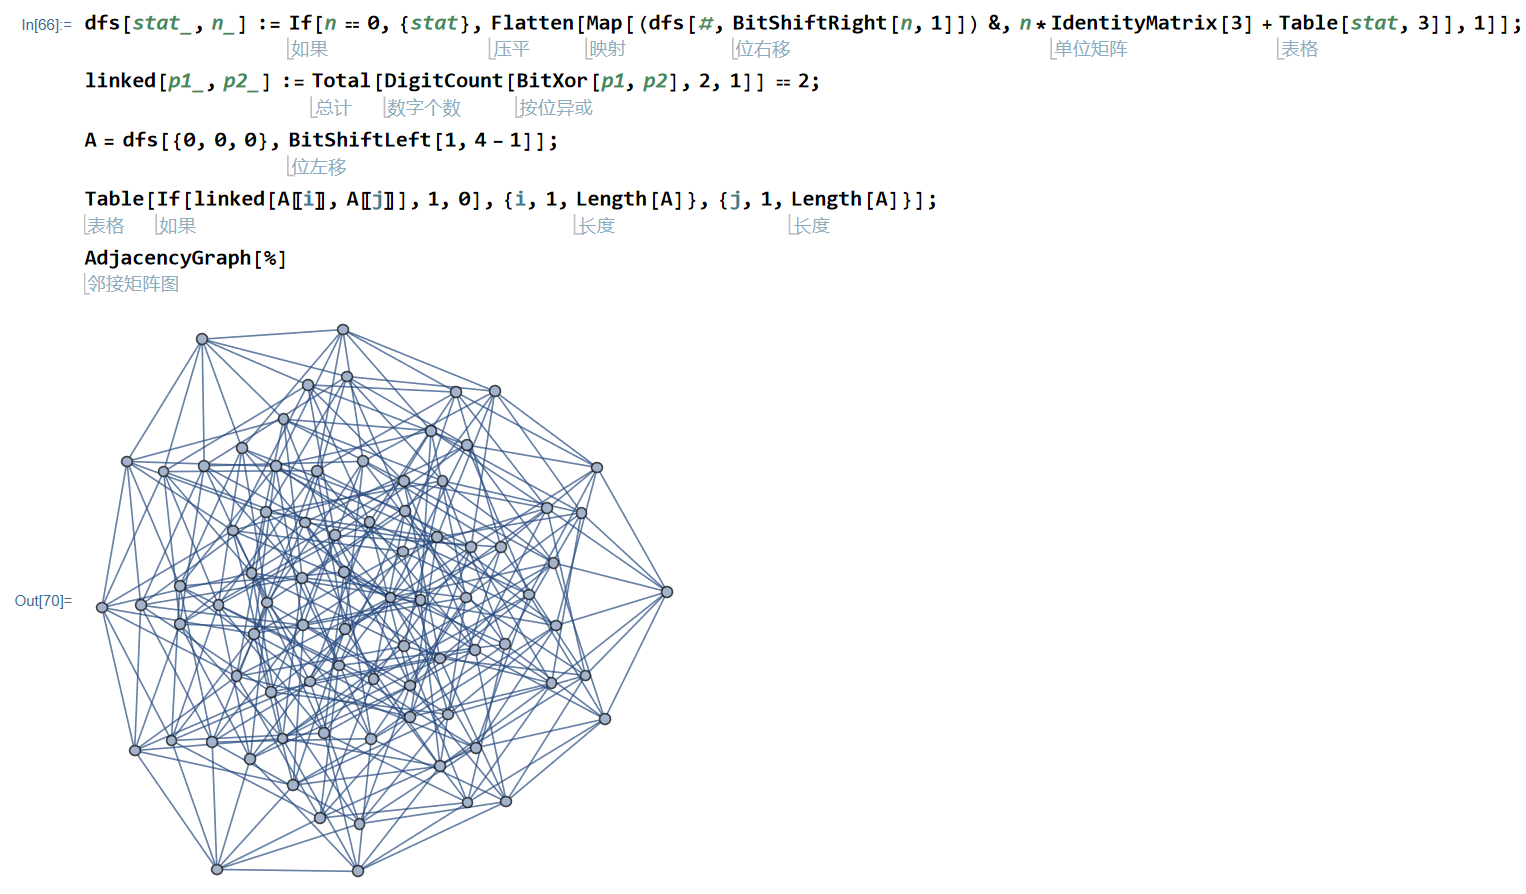 In[66]:= dfs[stat_, n_] := If[n == 0, {stat}, Flatten[Map[(dfs[#, BitShiftRight[n, 1]]) &, n * IdentityMatrix[3] + Table[stat, 3]], 1]];
如果 压平 映射 位右移 单位矩阵 表格
linked[p1_, p2_] := Total[DigitCount[BitXor[p1, p2], 2, 1]] == 2;
总计 数字个数 按位异或
A = dfs[{0, 0, 0}, BitShiftLeft[1, 4 - 1]];
位左移
Table[If[linked[A〚i〛, A〚j〛], 1, 0], {i, 1, Length[A]}, {j, 1, Length[A]}];
表格 如果 长度 长度
AdjacencyGraph[%]
邻接矩阵图
Out[70]=